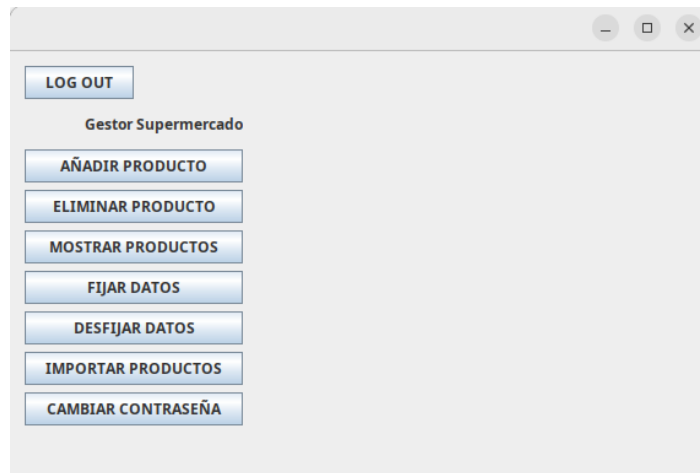 LOG OUT
Gestor Supermercado
AÑADIR PRODUCTO
ELIMINAR PRODUCTO
MOSTRAR PRODUCTOS
FIJAR DATOS
DESFIJAR DATOS
IMPORTAR PRODUCTOS
CAMBIAR CONTRASEÑA